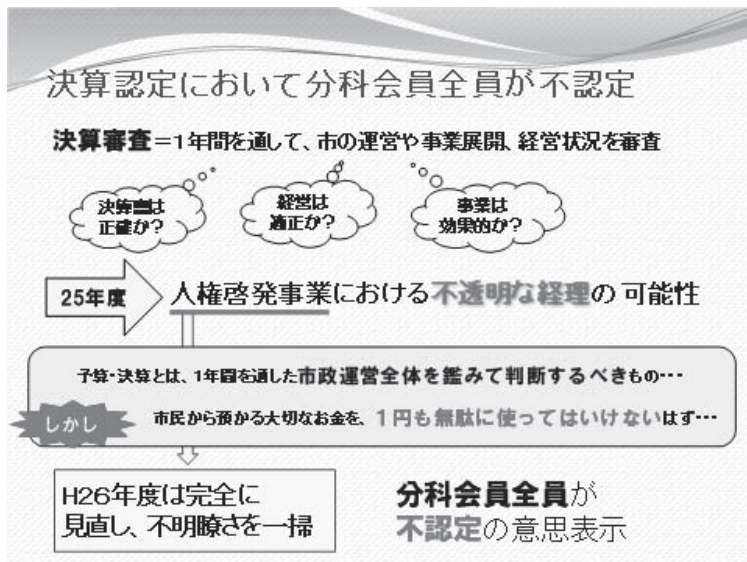 決算認定において分科会員全員が不認定
決算審査＝1年間を通して、市の運営や事業展開、経営状況を審査
決算書は
正確か？
経営は
適正か？
事業は
効果的か？
25年度
人権啓発事業における不透明な経理の可能性
予算・決算とは、1年間を通した市政運営全体を鑑みて判断するべきもの…
しかし
市民から預かる大切なお金を、1円も無駄に使ってはいけないはず…
H26年度は完全に
見直し、不明瞭さを一掃
分科会員全員が
不認定の意思表示